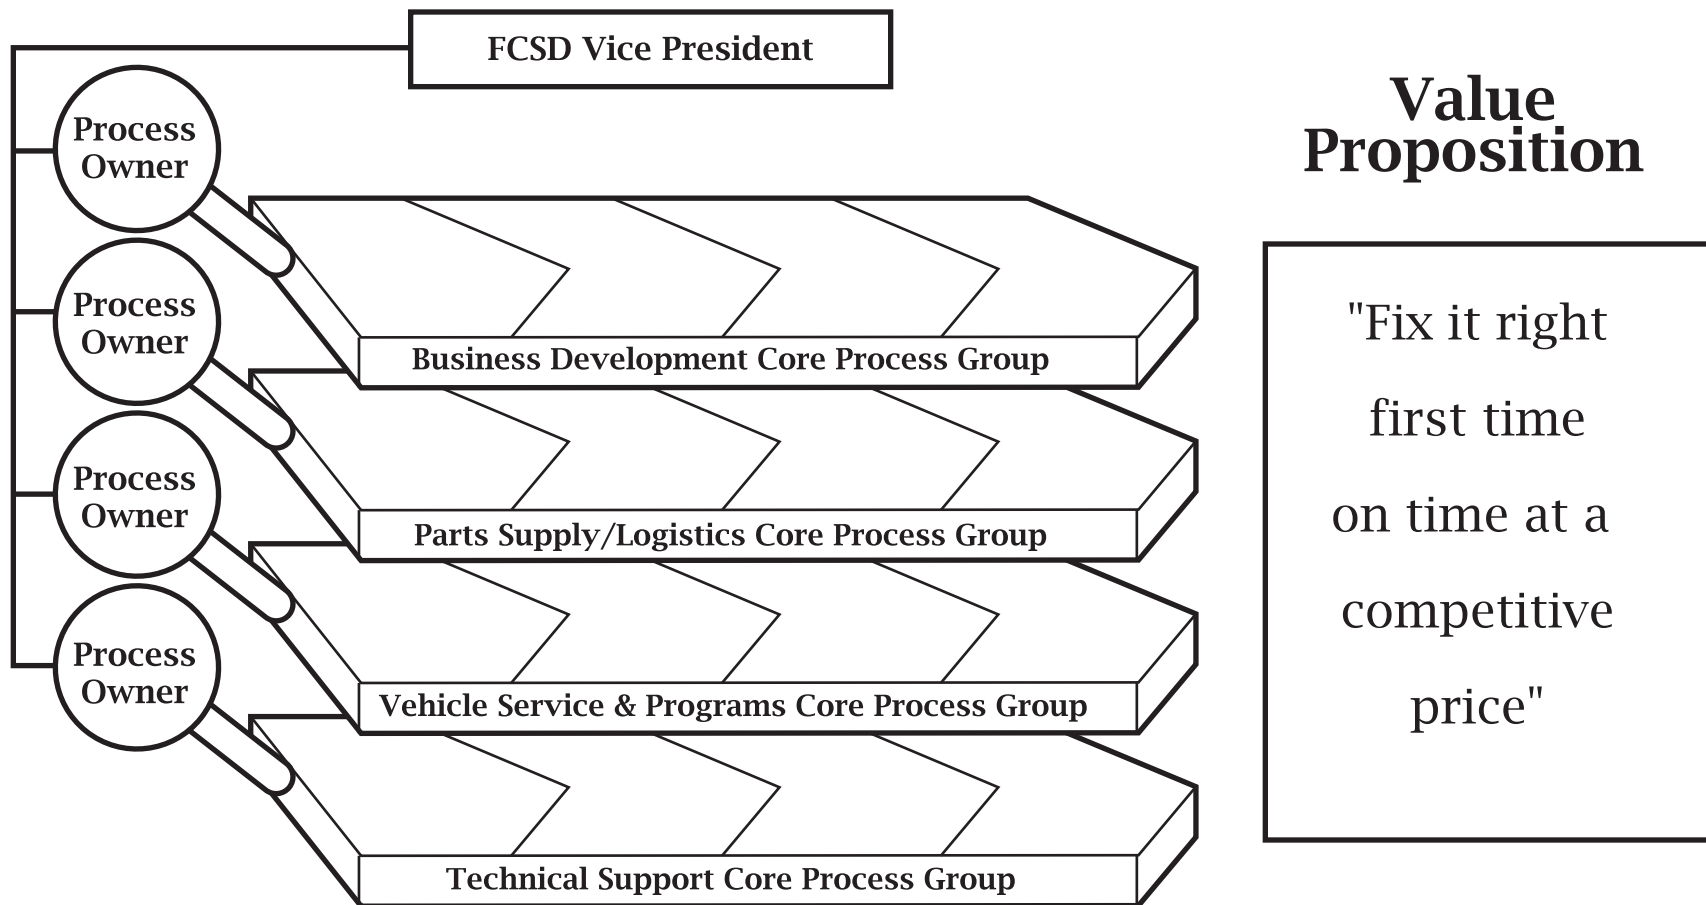 FCSD Vice President
Value
Proposition
Process
Owner
Business Development Core Process Group
Process
Owner
Parts Supply/Logistics Core Process Group
Process
Owner
Vehicle Service & Programs Core Process Group
Process
Owner
Technical Support Core Process Group
"Fix it right
first time
on time at a
competitive
price"